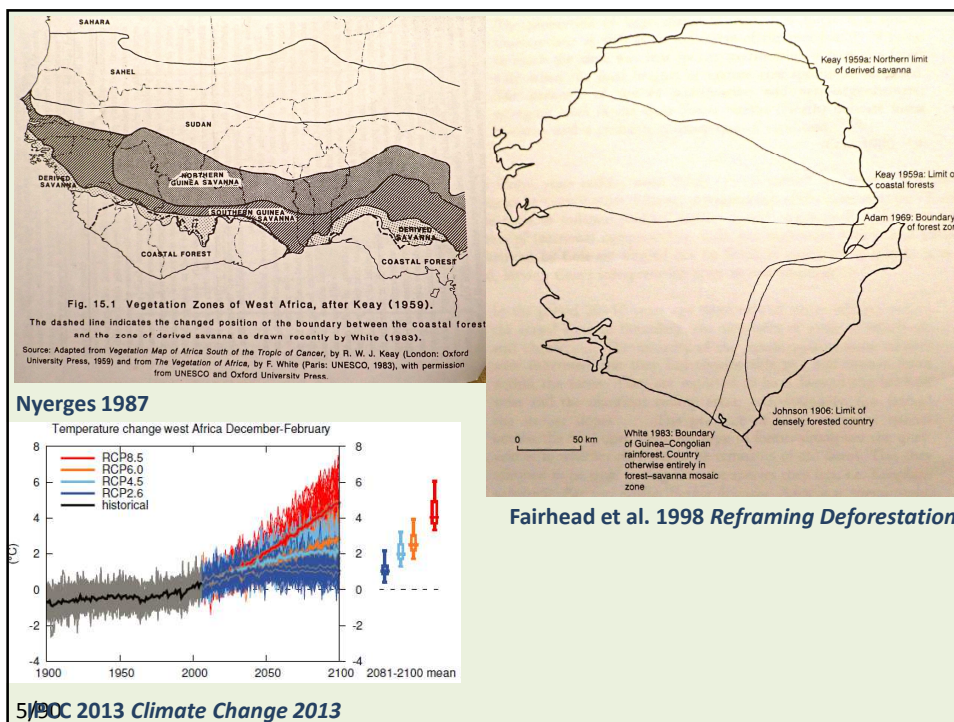 SAHARA
SAHEL
SUDAN
NORTHERN
GUINEA SAVANNA
DERIVED
SAVANNA
SOUTHERN GUINEA
SAVANNA
DERIVED
SAVANNA
COASTAL FOREST
COASTAL FOREST
Fig. 15.1 Vegetation Zones of West Africa, after Keay (1959).
The dashed line indicates the changed position of the boundary between the coastal forest
and the zone of derived savanna as drawn recently by White (1983).
Source: Adapted from Vegetation Map of Africa South of the Tropic of Cancer, by R. W. J. Keay (London: Oxford
University Press, 1959) and from The Vegetation of Africa, by F. White (Paris: UNESCO, 1983), with permission
from UNESCO and Oxford University Press.
Nyerges 1987
Keay 1959a: Northern limit
of derived savanna
Keay 1959a: Limit of
coastal forests
Adam 1969: Boundary
of forest zon
Johnson 1906: Limit of
densely forested country
White 1983: Boundary
of Guinea–Congolian
rainforest. Country
otherwise entirely in
forest–savanna mosaic
zone
0 50 km
Fairhead et al. 1998 Reframing Deforestation
Temperature change west Africa December-February
RCP8.5
RCP6.0
RCP4.5
RCP2.6
historical
(°C)
8
6
4
2
0
-2
-4
8
6
4
2
0
-2
-4
1900 1950 2000 2050 2100 2081-2100 mean
5/90
IPCC 2013 Climate Change 2013